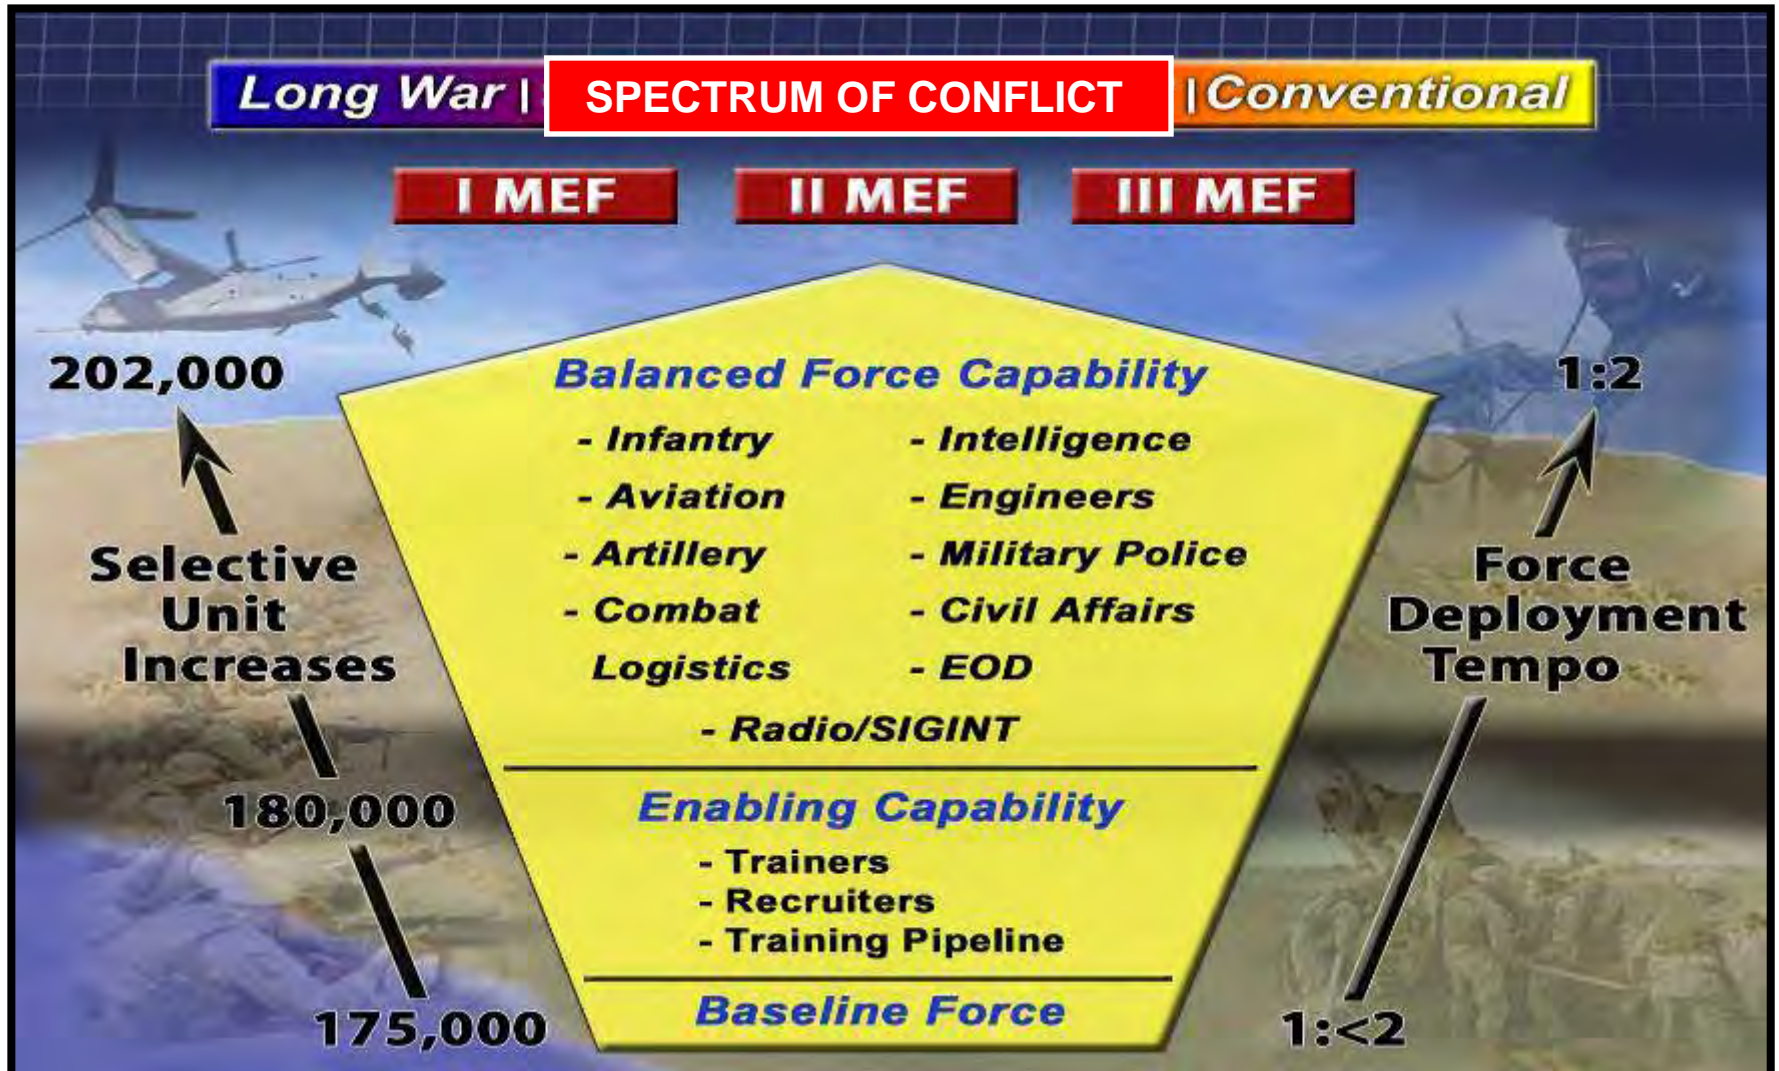 Long War | SPECTRUM OF CONFLICT | Conventional
I MEF II MEF III MEF
202,000
Selective
Unit
Increases
180,000
175,000
Balanced Force Capability
- Infantry - Intelligence
- Aviation - Engineers
- Artillery - Military Police
- Combat - Civil Affairs
Logistics - EOD
- Radio/SIGINT
Enabling Capability
- Trainers
- Recruiters
- Training Pipeline
Baseline Force
1:2
Force
Deployment
Tempo
1:<2